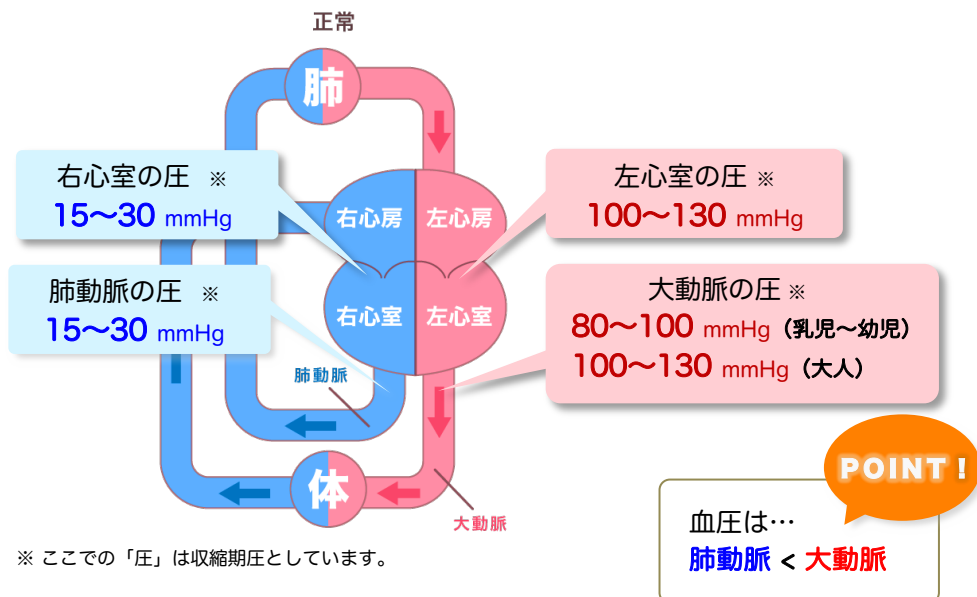 正常
肺
右心室の圧 ※
15〜30 mmHg
左心室の圧 ※
100〜130 mmHg
右心房
左心房
肺動脈の圧 ※
15〜30 mmHg
大動脈の圧 ※
80〜100 mmHg (乳児〜幼児)
100〜130 mmHg (大人)
右心室
左心室
肺動脈
体
大動脈
POINT!
血圧は…
肺動脈 < 大動脈
※ ここでの「圧」は収縮期圧としています。